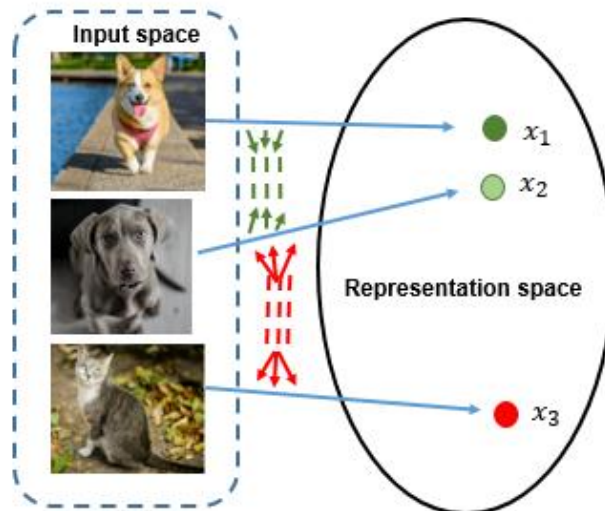 Input space
x₁
x₂
Representation space
x₃